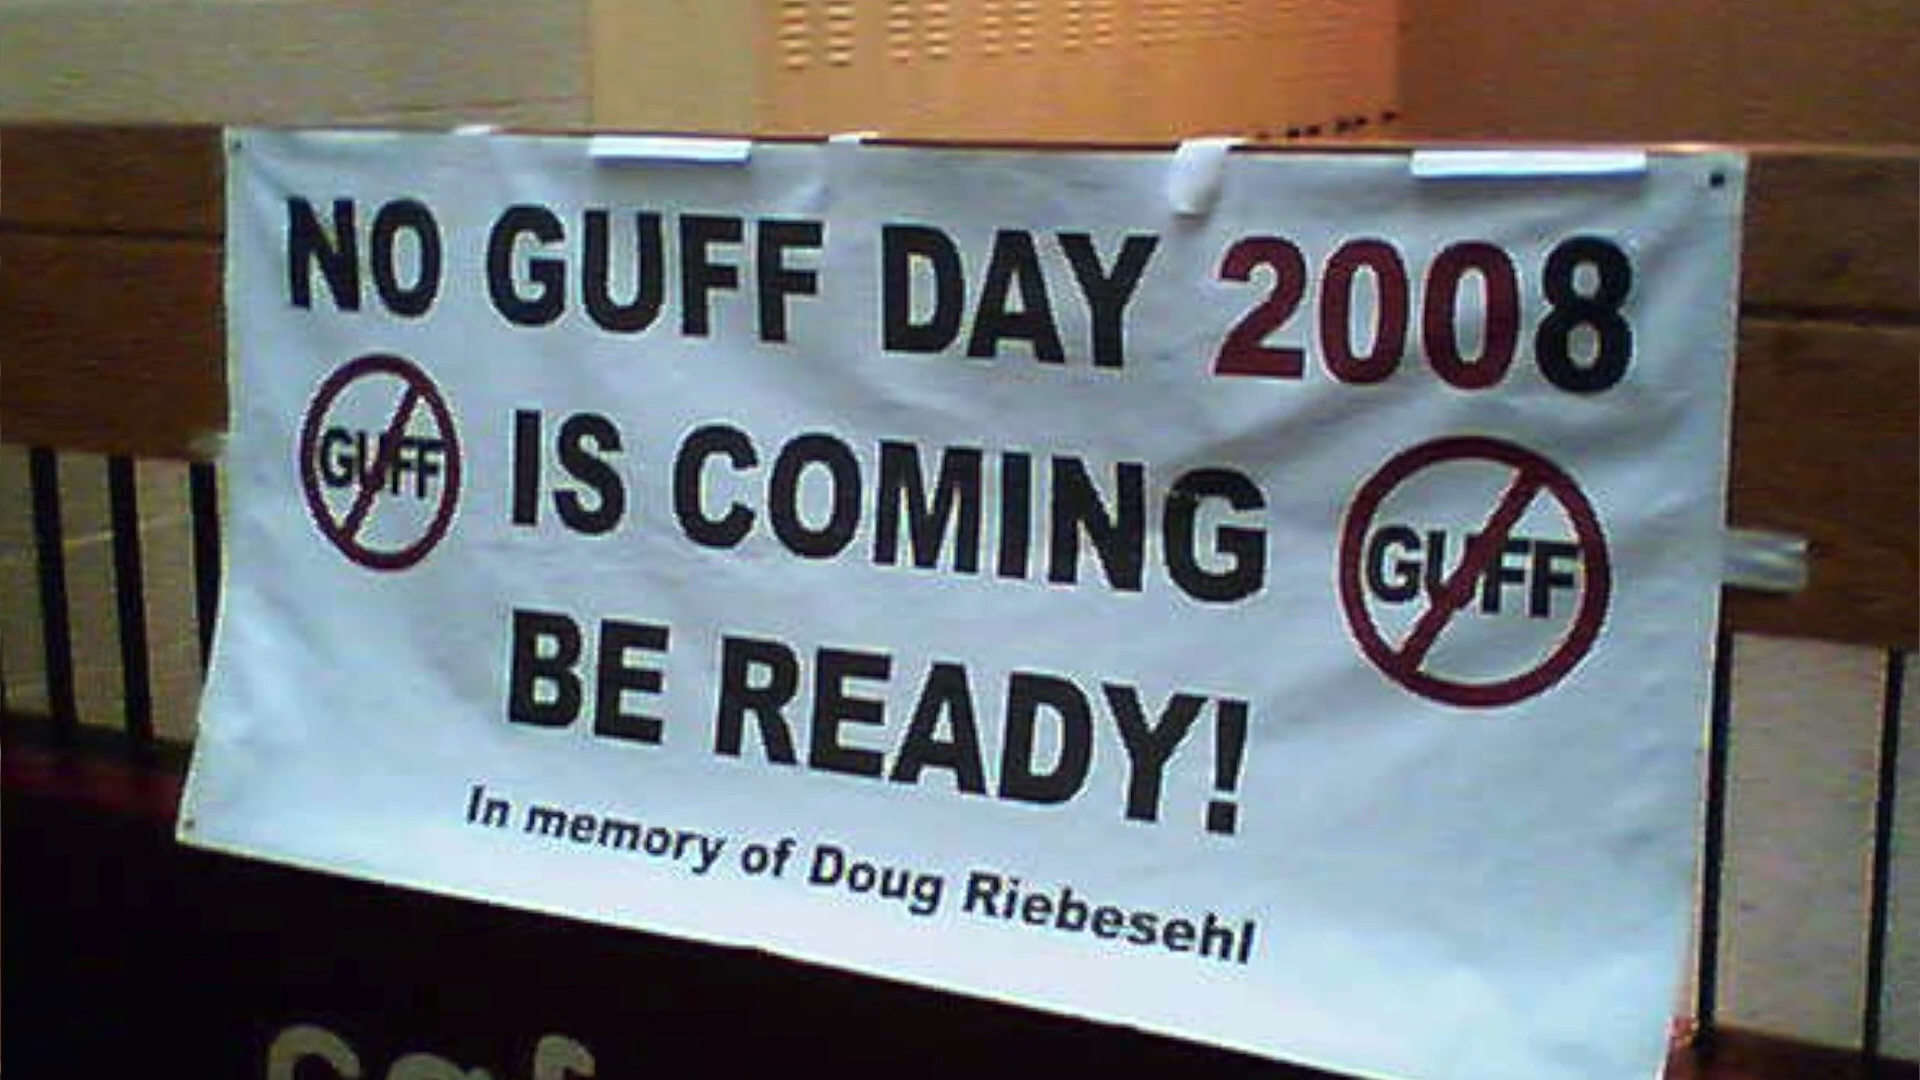 NO GUFF DAY 2008
GUFF
IS COMING
GUFF
BE READY!
In memory of Doug Riebesehl